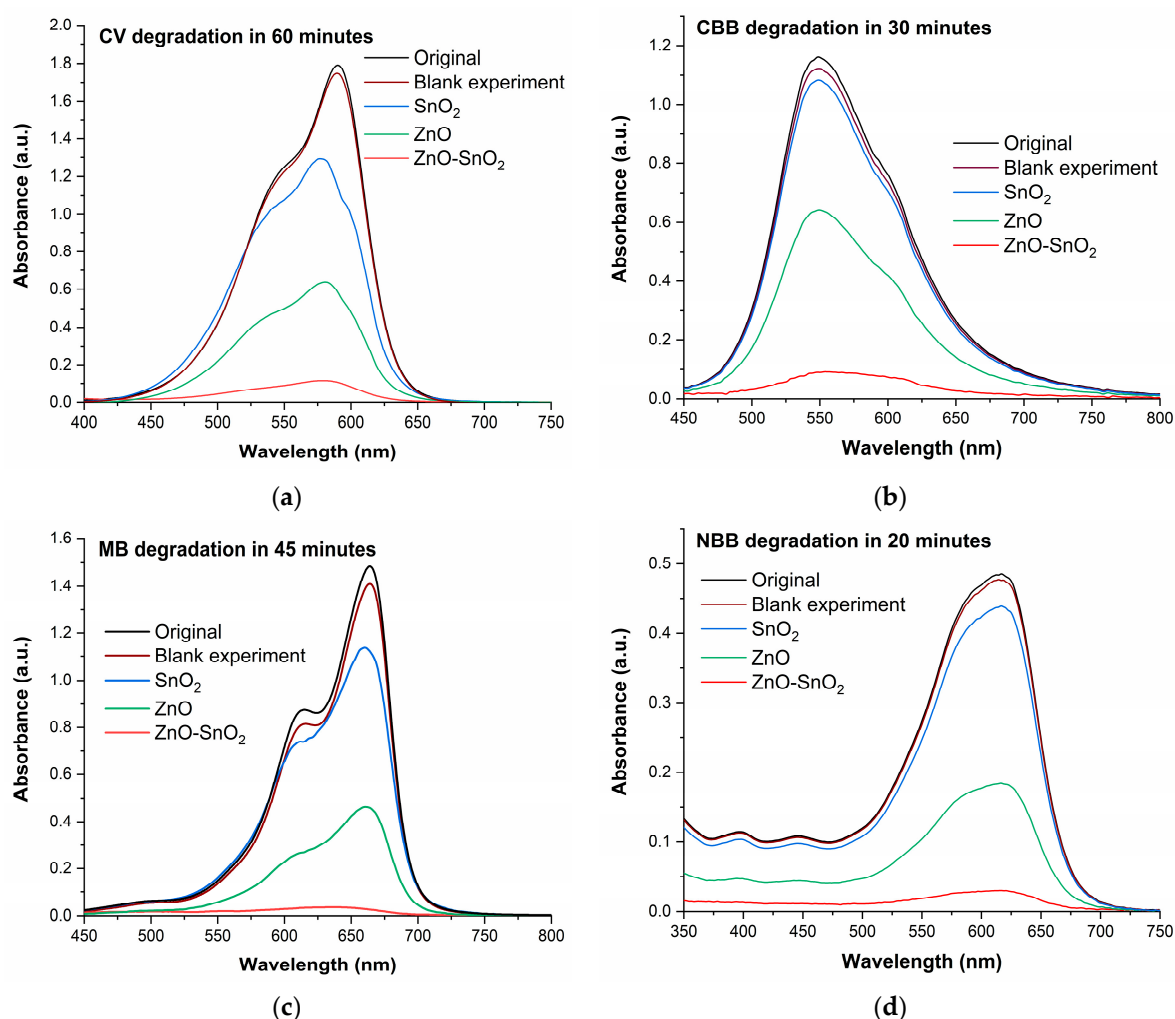 CV degradation in 60 minutes
Original
Blank experiment
SnO₂
ZnO
ZnO-SnO₂
Absorbance (a.u.)
2.0
1.8
1.6
1.4
1.2
1.0
0.8
0.6
0.4
0.2
0.0
400 450 500 550 600 650 700 750
Wavelength (nm)
(a)
CBB degradation in 30 minutes
Original
Blank experiment
SnO₂
ZnO
ZnO-SnO₂
Absorbance (a.u.)
1.2
1.0
0.8
0.6
0.4
0.2
0.0
450 500 550 600 650 700 750 800
Wavelength (nm)
(b)
MB degradation in 45 minutes
Original
Blank experiment
SnO₂
ZnO
ZnO-SnO₂
Absorbance (a.u.)
1.6
1.4
1.2
1.0
0.8
0.6
0.4
0.2
0.0
450 500 550 600 650 700 750 800
Wavelength (nm)
(c)
NBB degradation in 20 minutes
Original
Blank experiment
SnO₂
ZnO
ZnO-SnO₂
Absorbance (a.u.)
0.5
0.4
0.3
0.2
0.1
0.0
350 400 450 500 550 600 650 700 750
Wavelength (nm)
(d)